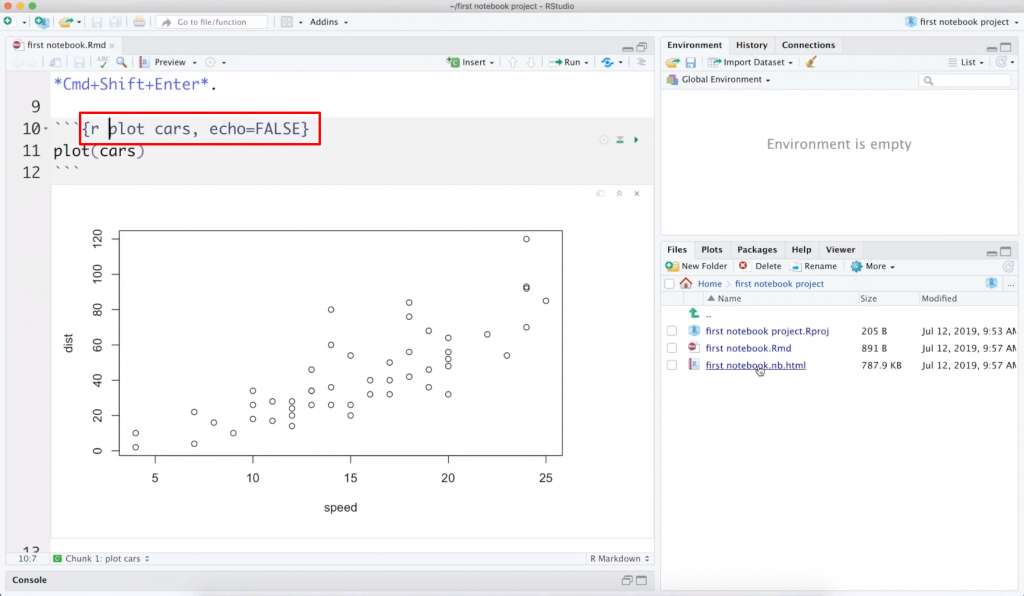 ~/first notebook project - RStudio
Go to file/function
Addins
first notebook project
first notebook.Rmd
Preview
Insert
Run
*Cmd+Shift+Enter*.
9
10 ```{r plot cars, echo=FALSE}
11 plot(cars)
12 ```
120
100
80
60
40
20
0
dist
5 10 15 20 25
speed
13
10:7 Chunk 1: plot cars
R Markdown
Console
Environment History Connections
Import Dataset
List
Global Environment
Environment is empty
Files Plots Packages Help Viewer
New Folder Delete Rename More
Home first notebook project
...
Name Size Modified
..
first notebook project.Rproj 205 B Jul 12, 2019, 9:53 AM
first notebook.Rmd 891 B Jul 12, 2019, 9:57 AM
first notebook.nb.html 787.9 KB Jul 12, 2019, 9:57 AM